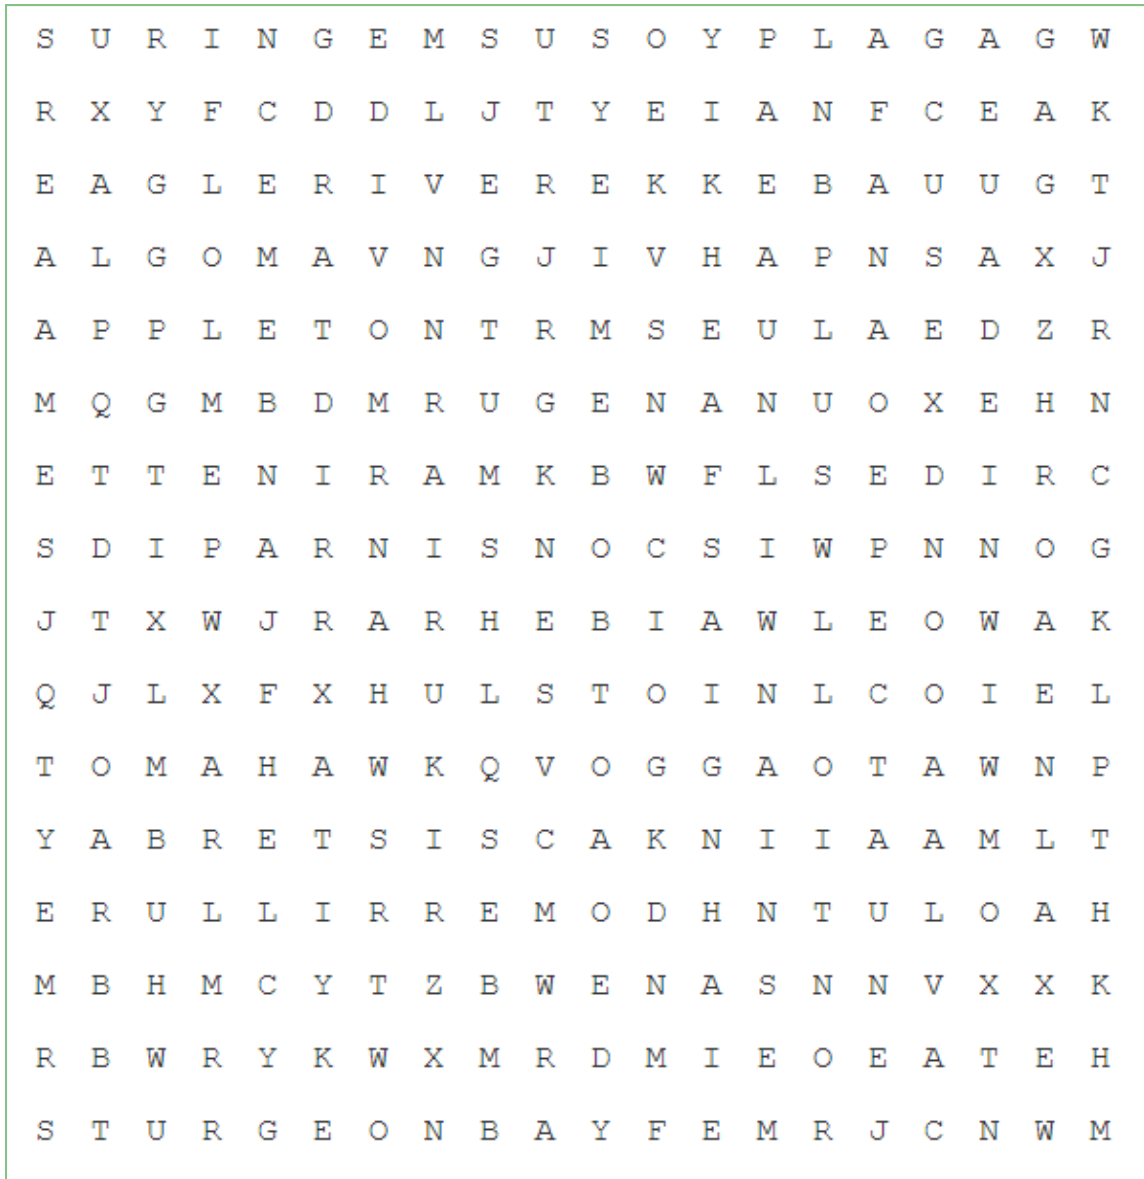 S U R I N G E M S U S O Y P L A G A G W
R X Y F C D D L J T Y E I A N F C E A K
E A G L E R I V E R E K K E B A U U G T
A L G O M A V N G J I V H A P N S A X J
A P P L E T O N T R M S E U L A E D Z R
M Q G M B D M R U G E N A N U O X E H N
E T T E N I R A M K B W F L S E D I R C
S D I P A R N I S N O C S I W P N N O G
J T X W J R A R H E B I A W L E O W A K
Q J L X F X H U L S T O I N L C O I E L
T O M A H A W K Q V O G G A O T A W N P
Y A B R E T S I S C A K N I I A A M L T
E R U L L I R R E M O D H N T U L O A H
M B H M C Y T Z B W E N A S N N V X X K
R B W R Y K W X M R D M I E O E A T E H
S T U R G E O N B A Y F E M R J C N W M